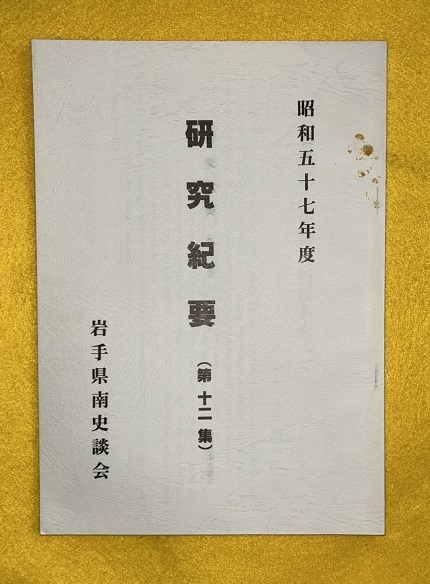 昭和五十七年度
研究紀要(第十二集)
岩手県南史談会